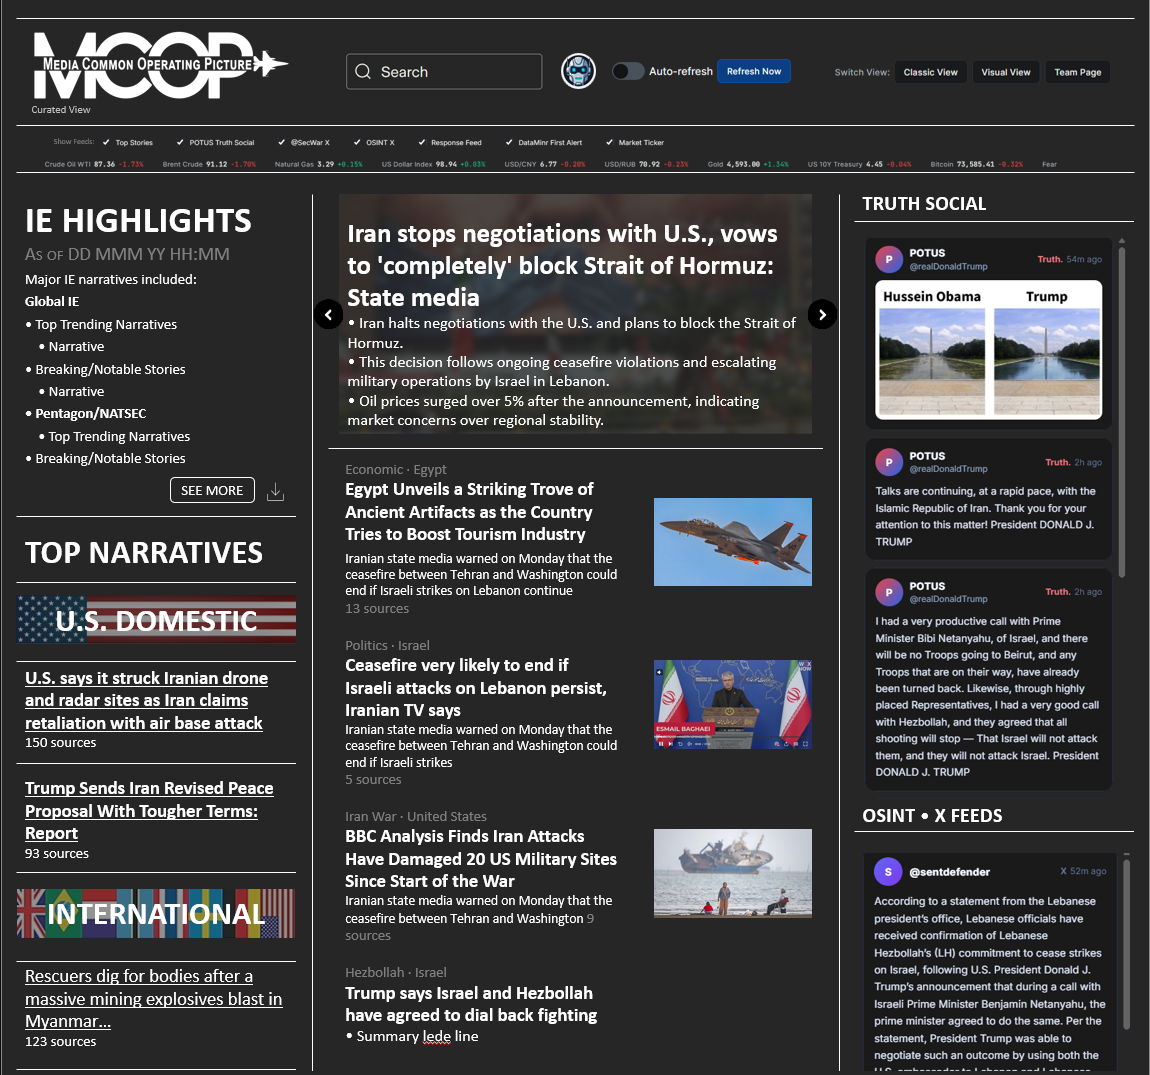 MCOP
MEDIA COMMON OPERATING PICTURE
Curated View
Search
Auto-refresh
Refresh Now
Switch View:
Classic View
Visual View
Team Page
Show Feeds: ✓ Top Stories ✓ POTUS Truth Social ✓ @SecWar X ✓ OSINT X ✓ Response Feed ✓ DataMinr First Alert ✓ Market Ticker
Crude Oil WTI 87.36 -1.73% Brent Crude 91.12 -1.70% Natural Gas 3.29 +0.15% US Dollar Index 98.94 +0.03% USD/CNY 6.77 -0.20% USD/RUB 70.92 -0.23% Gold 4,593.00 +1.34% US 10Y Treasury 4.45 -0.04% Bitcoin 73,585.41 -0.32% Fear
IE HIGHLIGHTS
AS OF DD MMM YY HH:MM
Major IE narratives included:
Global IE
• Top Trending Narratives
• Narrative
• Breaking/Notable Stories
• Narrative
• Pentagon/NATSEC
• Top Trending Narratives
• Breaking/Notable Stories
SEE MORE
TOP NARRATIVES
U.S. DOMESTIC
U.S. says it struck Iranian drone
and radar sites as Iran claims
retaliation with air base attack
150 sources
Trump Sends Iran Revised Peace
Proposal With Tougher Terms:
Report
93 sources
INTERNATIONAL
Rescuers dig for bodies after a
massive mining explosives blast in
Myanmar...
123 sources
Iran stops negotiations with U.S., vows
to 'completely' block Strait of Hormuz:
State media
• Iran halts negotiations with the U.S. and plans to block the Strait of
Hormuz.
• This decision follows ongoing ceasefire violations and escalating
military operations by Israel in Lebanon.
• Oil prices surged over 5% after the announcement, indicating
market concerns over regional stability.
Economic · Egypt
Egypt Unveils a Striking Trove of
Ancient Artifacts as the Country
Tries to Boost Tourism Industry
Iranian state media warned on Monday that the
ceasefire between Tehran and Washington could
end if Israeli strikes on Lebanon continue
13 sources
Politics · Israel
Ceasefire very likely to end if
Israeli attacks on Lebanon persist,
Iranian TV says
Iranian state media warned on Monday that the
ceasefire between Tehran and Washington could
end if Israeli strikes
5 sources
ESMAIL BAGHAEI
Iran War · United States
BBC Analysis Finds Iran Attacks
Have Damaged 20 US Military Sites
Since Start of the War
Iranian state media warned on Monday that the
ceasefire between Tehran and Washington 9
sources
Hezbollah · Israel
Trump says Israel and Hezbollah
have agreed to dial back fighting
• Summary lede line
TRUTH SOCIAL
P
POTUS
@realDonaldTrump
Truth. 54m ago
Hussein Obama
Trump
P
POTUS
@realDonaldTrump
Truth. 2h ago
Talks are continuing, at a rapid pace, with the
Islamic Republic of Iran. Thank you for your
attention to this matter! President DONALD J.
TRUMP
P
POTUS
@realDonaldTrump
Truth. 2h ago
I had a very productive call with Prime
Minister Bibi Netanyahu, of Israel, and there
will be no Troops going to Beirut, and any
Troops that are on their way, have already
been turned back. Likewise, through highly
placed Representatives, I had a very good call
with Hezbollah, and they agreed that all
shooting will stop — That Israel will not attack
them, and they will not attack Israel. President
DONALD J. TRUMP
OSINT • X FEEDS
S
@sentdefender
X 52m ago
According to a statement from the Lebanese
president's office, Lebanese officials have
received confirmation of Lebanese
Hezbollah's (LH) commitment to cease strikes
on Israel, following U.S. President Donald J.
Trump's announcement that during a call with
Israeli Prime Minister Benjamin Netanyahu, the
prime minister agreed to do the same. Per the
statement, President Trump was able to
negotiate such an outcome by using both the